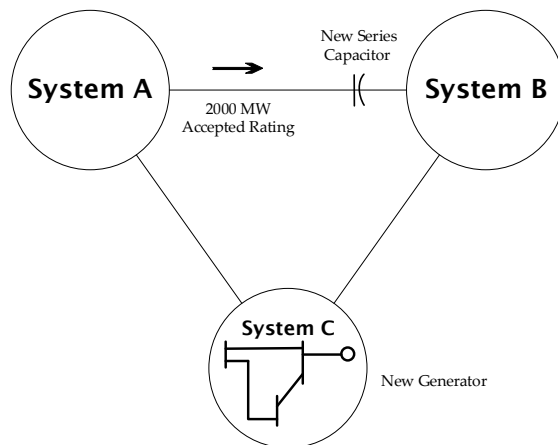 New Series
Capacitor
System A
System B
2000 MW
Accepted Rating
System C
New Generator